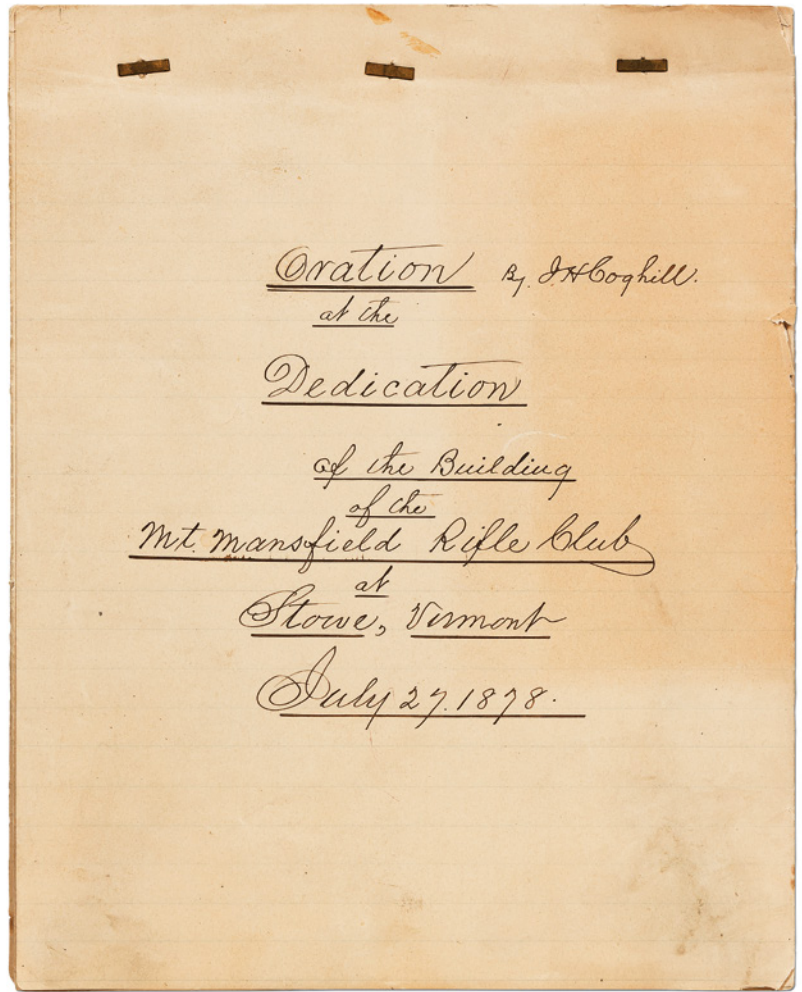 Oration By. J H Coghill.
at the
Dedication
of the Building
of the
Mt. Mansfield Rifle Club
at
Stowe, Vermont
July 27. 1878.